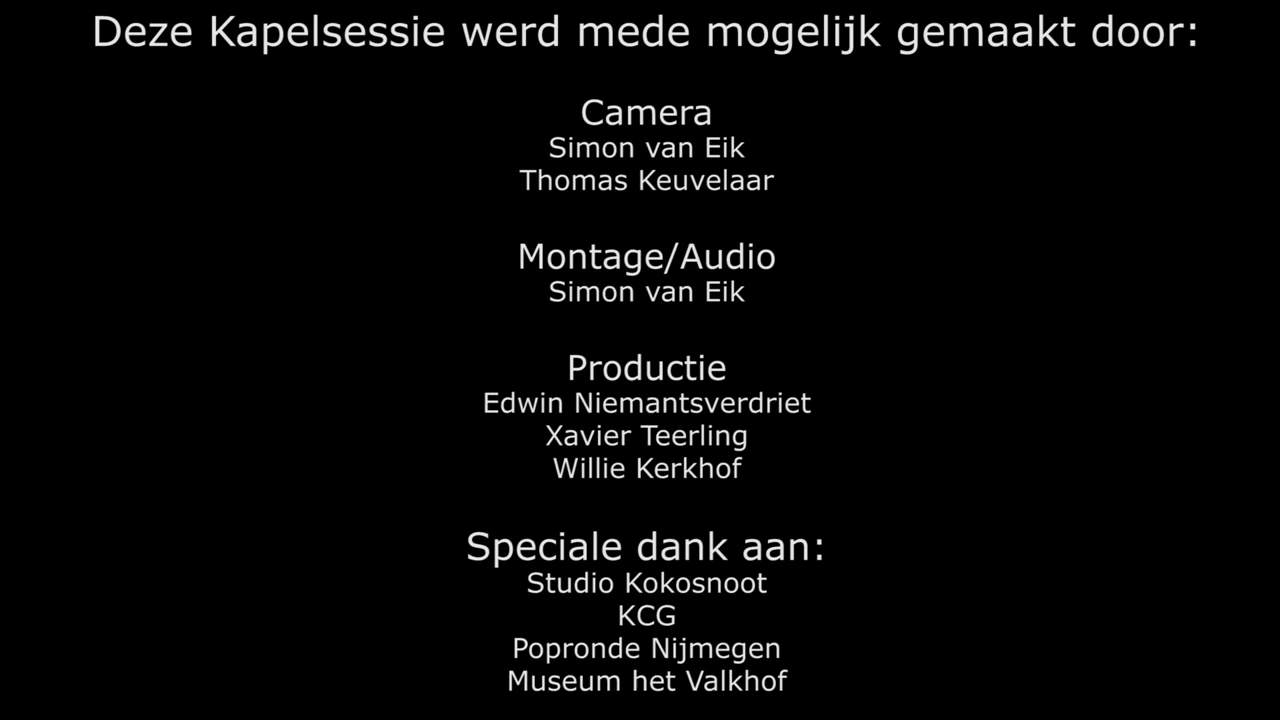 Deze Kapelsessie werd mede mogelijk gemaakt door:
Camera
Simon van Eik
Thomas Keuvelaar
Montage/Audio
Simon van Eik
Productie
Edwin Niemantsverdriet
Xavier Teerling
Willie Kerkhof
Speciale dank aan:
Studio Kokosnoot
KCG
Popronde Nijmegen
Museum het Valkhof